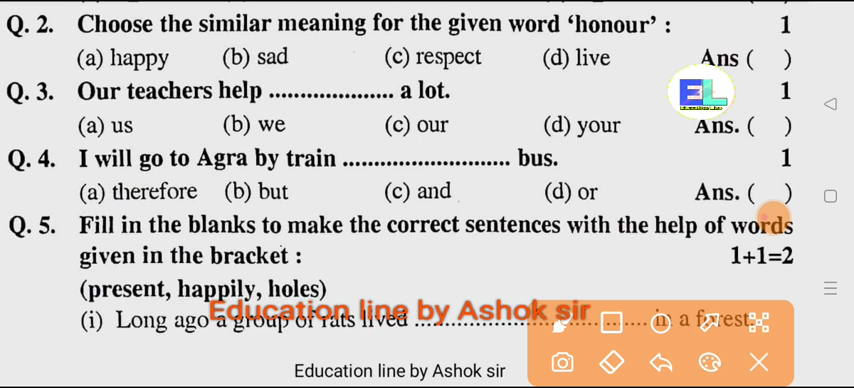 Q. 2. Choose the similar meaning for the given word ‘honour’ : 1
(a) happy (b) sad (c) respect (d) live Ans ( )
Q. 3. Our teachers help .................... a lot. 1
(a) us (b) we (c) our (d) your Ans. ( )
Q. 4. I will go to Agra by train ........................... bus. 1
(a) therefore (b) but (c) and (d) or Ans. ( )
Q. 5. Fill in the blanks to make the correct sentences with the help of words
given in the bracket : 1+1=2
(present, happily, holes)
Education line by Ashok sir
(i) Long ago a group of rats lived ........................... in a forest.
Education line by Ashok sir
EL